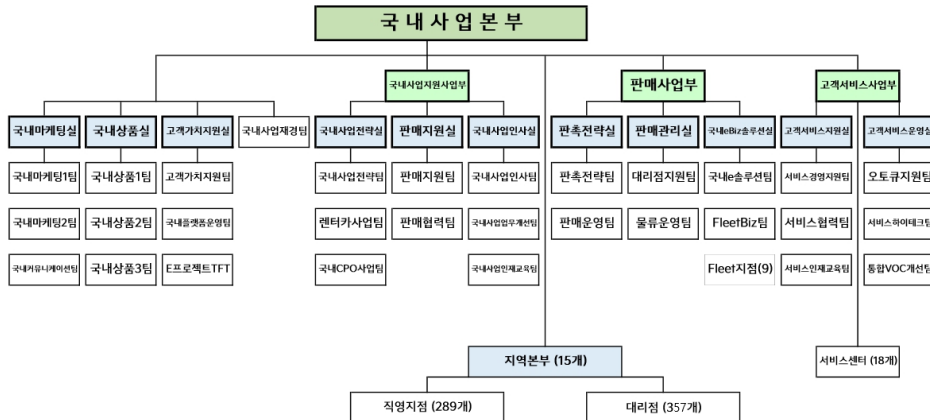 국내사업본부
국내사업지원사업부
판매사업부
고객서비스사업부
국내마케팅실
국내상품실
고객가치지원실
국내사업재경팀
국내사업전략실
판매지원실
국내사업인사실
판촉전략실
판매관리실
국내eBiz솔루션실
고객서비스지원실
고객서비스운영실
국내마케팅1팀
국내상품1팀
고객가치지원팀
국내사업전략팀
판매지원팀
국내사업인사팀
판촉전략팀
대리점지원팀
국내e솔루션팀
서비스경영지원팀
오토큐지원팀
국내마케팅2팀
국내상품2팀
국내플랫폼운영팀
렌터카사업팀
판매협력팀
국내사업업무개선팀
판매운영팀
물류운영팀
FleetBiz팀
서비스협력팀
서비스하이테크팀
국내커뮤니케이션팀
국내상품3팀
E프로젝트TFT
국내CPO사업팀
국내사업인재교육팀
Fleet지점(9)
서비스인재교육팀
통합VOC개선팀
지역본부 (15개)
서비스센터 (18개)
직영지점 (289개)
대리점 (357개)